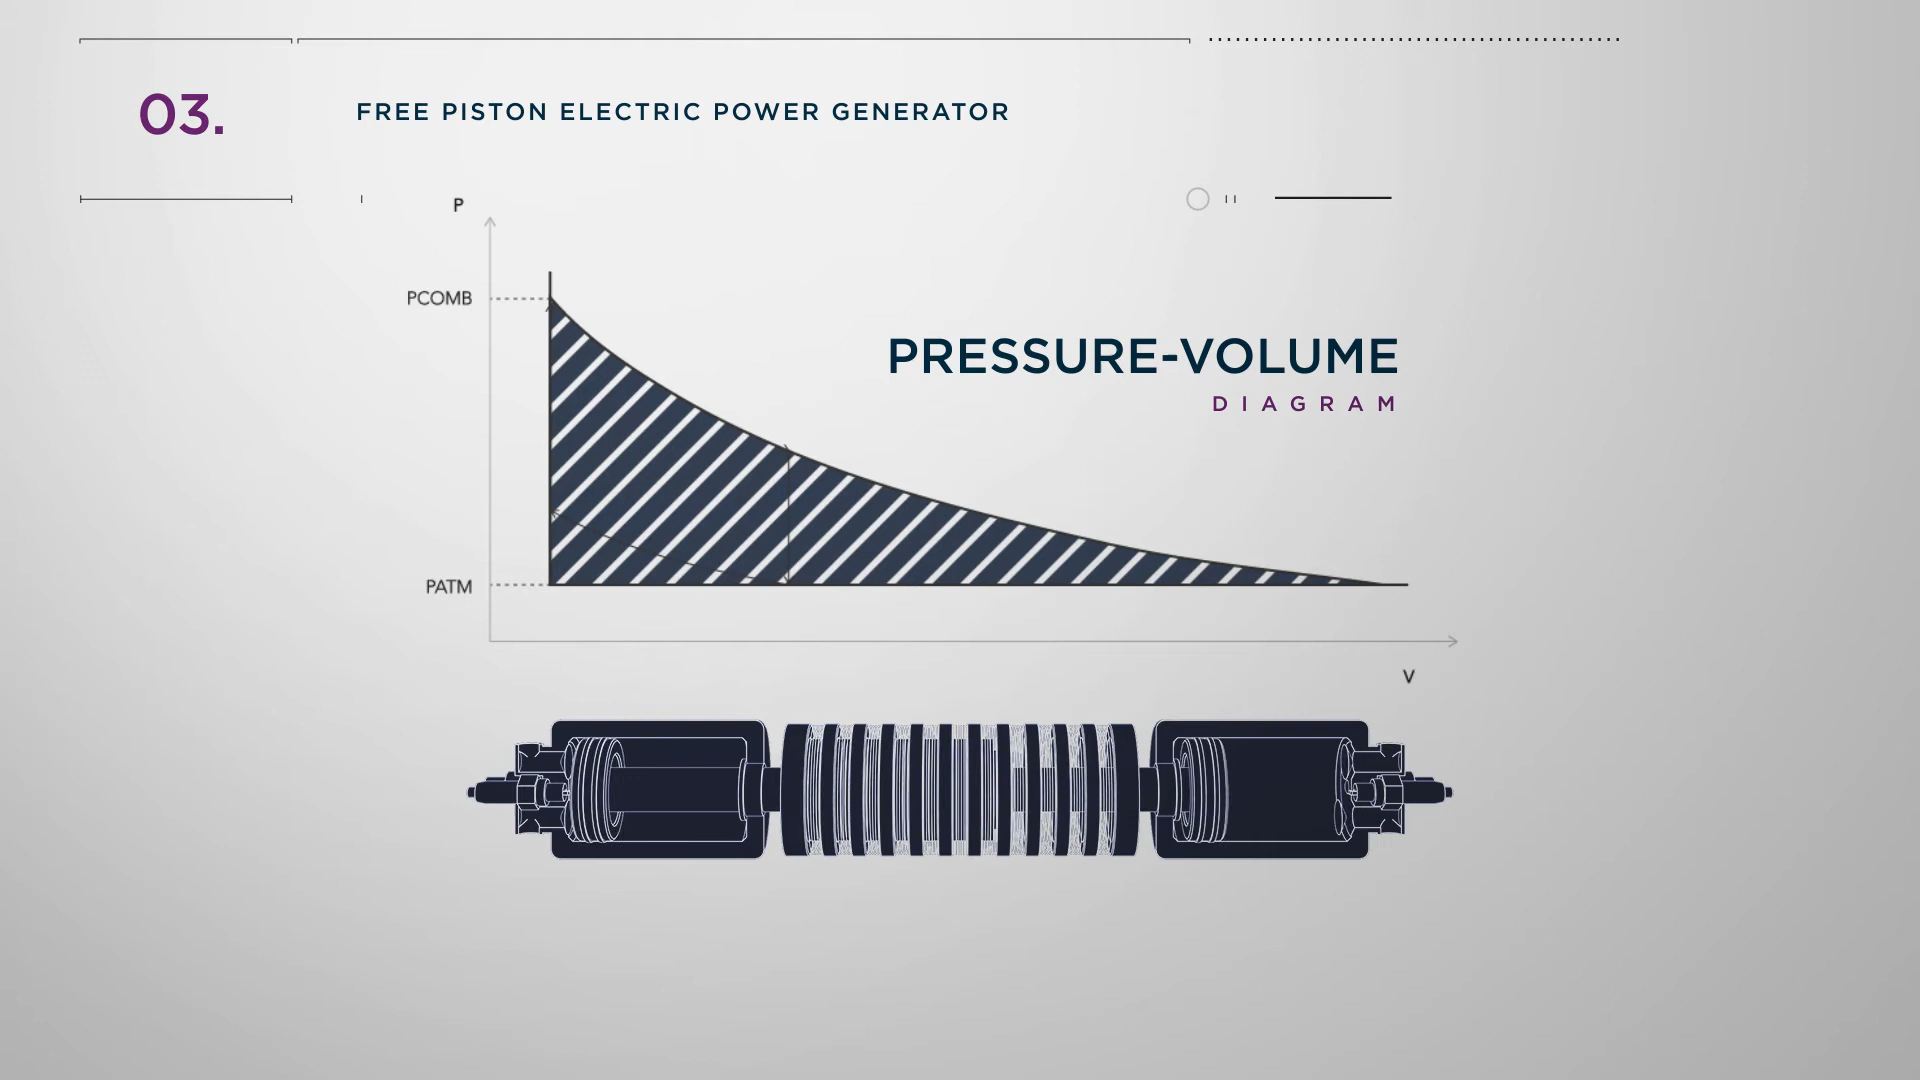 03.
FREE PISTON ELECTRIC POWER GENERATOR
P
PCOMB
PRESSURE-VOLUME
DIAGRAM
PATM
V